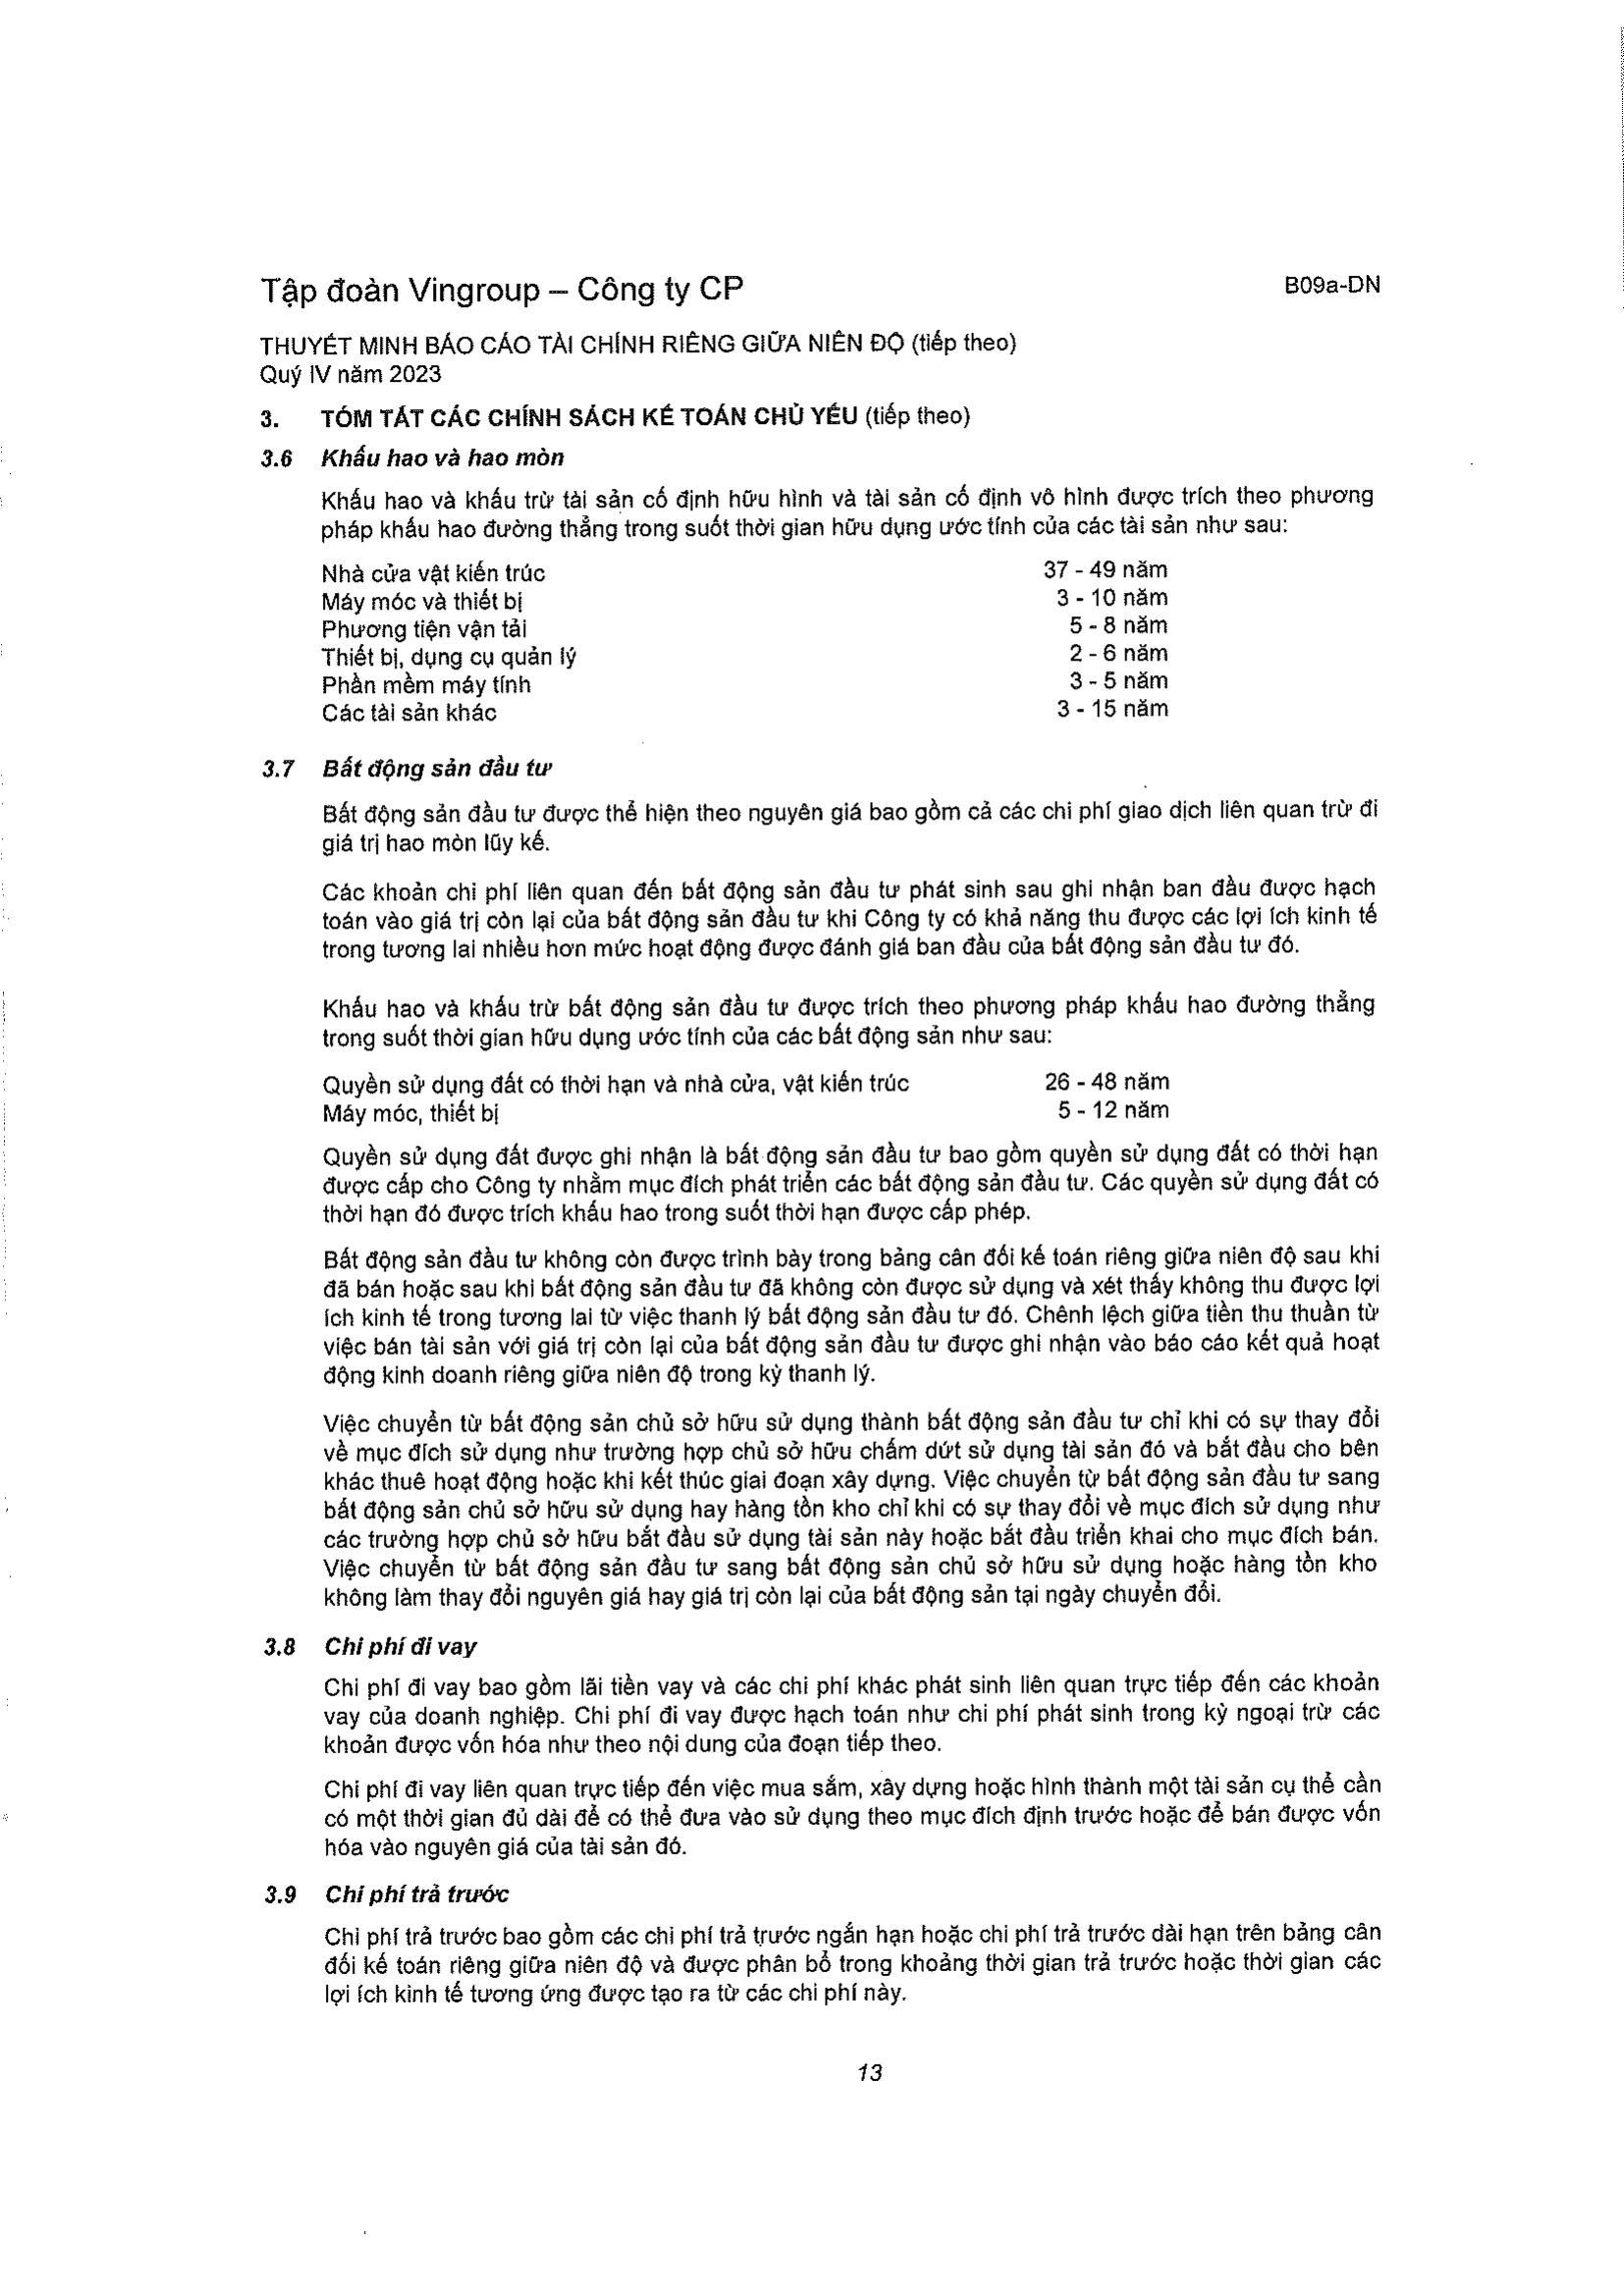 Tập đoàn Vingroup – Công ty CP
B09a-DN
THUYẾT MINH BÁO CÁO TÀI CHÍNH RIÊNG GIỮA NIÊN ĐỘ (tiếp theo)
Quý IV năm 2023
3. TÓM TẮT CÁC CHÍNH SÁCH KẾ TOÁN CHỦ YẾU (tiếp theo)
3.6 Khấu hao và hao mòn
Khấu hao và khấu trừ tài sản cố định hữu hình và tài sản cố định vô hình được trích theo phương
pháp khấu hao đường thẳng trong suốt thời gian hữu dụng ước tính của các tài sản như sau:
Nhà cửa vật kiến trúc 37 - 49 năm
Máy móc và thiết bị 3 - 10 năm
Phương tiện vận tải 5 - 8 năm
Thiết bị, dụng cụ quản lý 2 - 6 năm
Phần mềm máy tính 3 - 5 năm
Các tài sản khác 3 - 15 năm
3.7 Bất động sản đầu tư
Bất động sản đầu tư được thể hiện theo nguyên giá bao gồm cả các chi phí giao dịch liên quan trừ đi
giá trị hao mòn lũy kế.
Các khoản chi phí liên quan đến bất động sản đầu tư phát sinh sau ghi nhận ban đầu được hạch
toán vào giá trị còn lại của bất động sản đầu tư khi Công ty có khả năng thu được các lợi ích kinh tế
trong tương lai nhiều hơn mức hoạt động được đánh giá ban đầu của bất động sản đầu tư đó.
Khấu hao và khấu trừ bất động sản đầu tư được trích theo phương pháp khấu hao đường thẳng
trong suốt thời gian hữu dụng ước tính của các bất động sản như sau:
Quyền sử dụng đất có thời hạn và nhà cửa, vật kiến trúc 26 - 48 năm
Máy móc, thiết bị 5 - 12 năm
Quyền sử dụng đất được ghi nhận là bất động sản đầu tư bao gồm quyền sử dụng đất có thời hạn
được cấp cho Công ty nhằm mục đích phát triển các bất động sản đầu tư. Các quyền sử dụng đất có
thời hạn đó được trích khấu hao trong suốt thời hạn được cấp phép.
Bất động sản đầu tư không còn được trình bày trong bảng cân đối kế toán riêng giữa niên độ sau khi
đã bán hoặc sau khi bất động sản đầu tư đã không còn được sử dụng và xét thấy không thu được lợi
ích kinh tế trong tương lai từ việc thanh lý bất động sản đầu tư đó. Chênh lệch giữa tiền thu thuần từ
việc bán tài sản với giá trị còn lại của bất động sản đầu tư được ghi nhận vào báo cáo kết quả hoạt
động kinh doanh riêng giữa niên độ trong kỳ thanh lý.
Việc chuyển từ bất động sản chủ sở hữu sử dụng thành bất động sản đầu tư chỉ khi có sự thay đổi
về mục đích sử dụng như trường hợp chủ sở hữu chấm dứt sử dụng tài sản đó và bắt đầu cho bên
khác thuê hoạt động hoặc khi kết thúc giai đoạn xây dựng. Việc chuyển từ bất động sản đầu tư sang
bất động sản chủ sở hữu sử dụng hay hàng tồn kho chỉ khi có sự thay đổi về mục đích sử dụng như
các trường hợp chủ sở hữu bắt đầu sử dụng tài sản này hoặc bắt đầu triển khai cho mục đích bán.
Việc chuyển từ bất động sản đầu tư sang bất động sản chủ sở hữu sử dụng hoặc hàng tồn kho
không làm thay đổi nguyên giá hay giá trị còn lại của bất động sản tại ngày chuyển đổi.
3.8 Chi phí đi vay
Chi phí đi vay bao gồm lãi tiền vay và các chi phí khác phát sinh liên quan trực tiếp đến các khoản
vay của doanh nghiệp. Chi phí đi vay được hạch toán như chi phí phát sinh trong kỳ ngoại trừ các
khoản được vốn hóa như theo nội dung của đoạn tiếp theo.
Chi phí đi vay liên quan trực tiếp đến việc mua sắm, xây dựng hoặc hình thành một tài sản cụ thể cần
có một thời gian đủ dài để có thể đưa vào sử dụng theo mục đích định trước hoặc để bán được vốn
hóa vào nguyên giá của tài sản đó.
3.9 Chi phí trả trước
Chi phí trả trước bao gồm các chi phí trả trước ngắn hạn hoặc chi phí trả trước dài hạn trên bảng cân
đối kế toán riêng giữa niên độ và được phân bổ trong khoảng thời gian trả trước hoặc thời gian các
lợi ích kinh tế tương ứng được tạo ra từ các chi phí này.
13